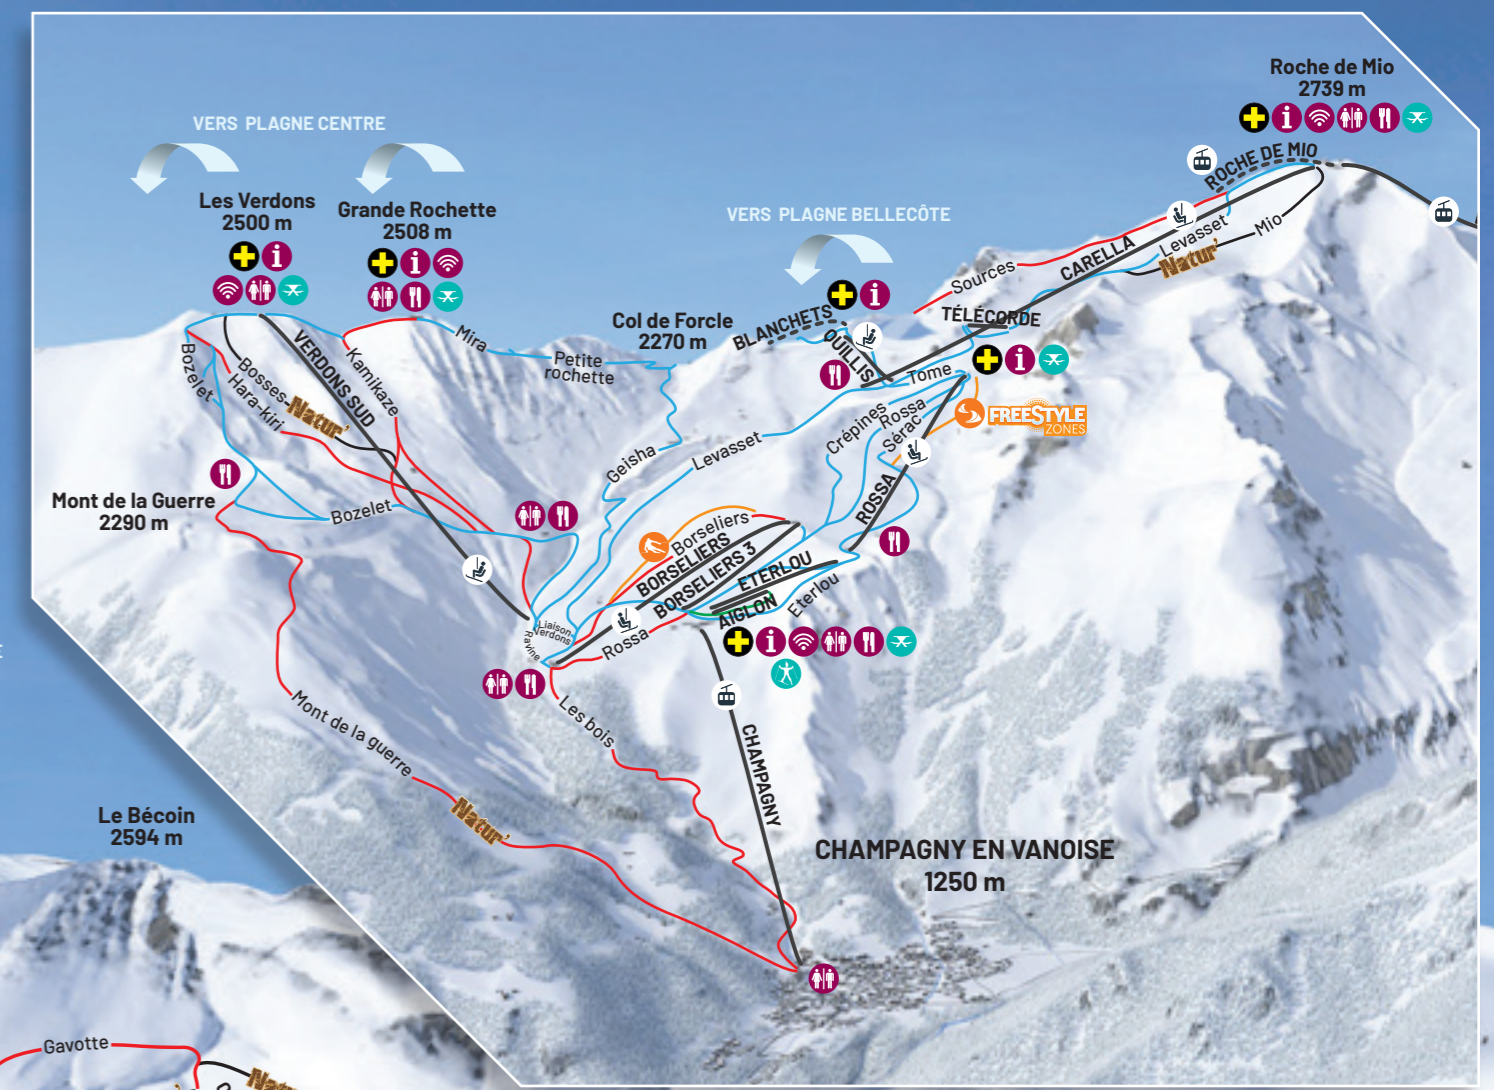 Roche de Mio
2739 m
VERS PLAGNE CENTRE
ROCHE DE MIO
Les Verdons
2500 m
Grande Rochette
2508 m
VERS PLAGNE BELLECÔTE
Levasset
Mio
Natur'
CARELLA
Sources
Col de Forcle
2270 m
BLANCHETS
QUILLIS
TÉLÉCORDE
Mira
Petite
rochette
Tome
Bozelet
Bosses
Natur'
Hara-kiri
VERDONS SUD
Kamikaze
Crépines
Rossa
Sérac
FREESTYLE
ZONES
Geisha
Levasset
Mont de la Guerre
2290 m
Bozelet
ROSSA
Borseliers
BORSELIERS
BORSELIERS 3
ETERLOU
AIGLON
Eterlou
Liaison
Verdons
Ravine
Rossa
Les bois
Mont de la guerre
Natur'
CHAMPAGNY
Le Bécoin
2594 m
CHAMPAGNY EN VANOISE
1250 m
Gavotte